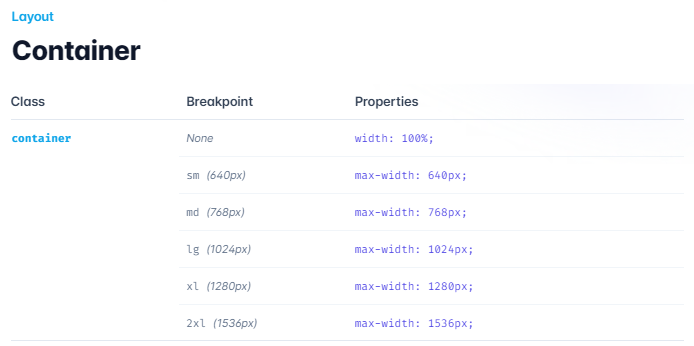 Layout
Container
Class Breakpoint Properties
container None width: 100%;
sm (640px) max-width: 640px;
md (768px) max-width: 768px;
lg (1024px) max-width: 1024px;
xl (1280px) max-width: 1280px;
2xl (1536px) max-width: 1536px;